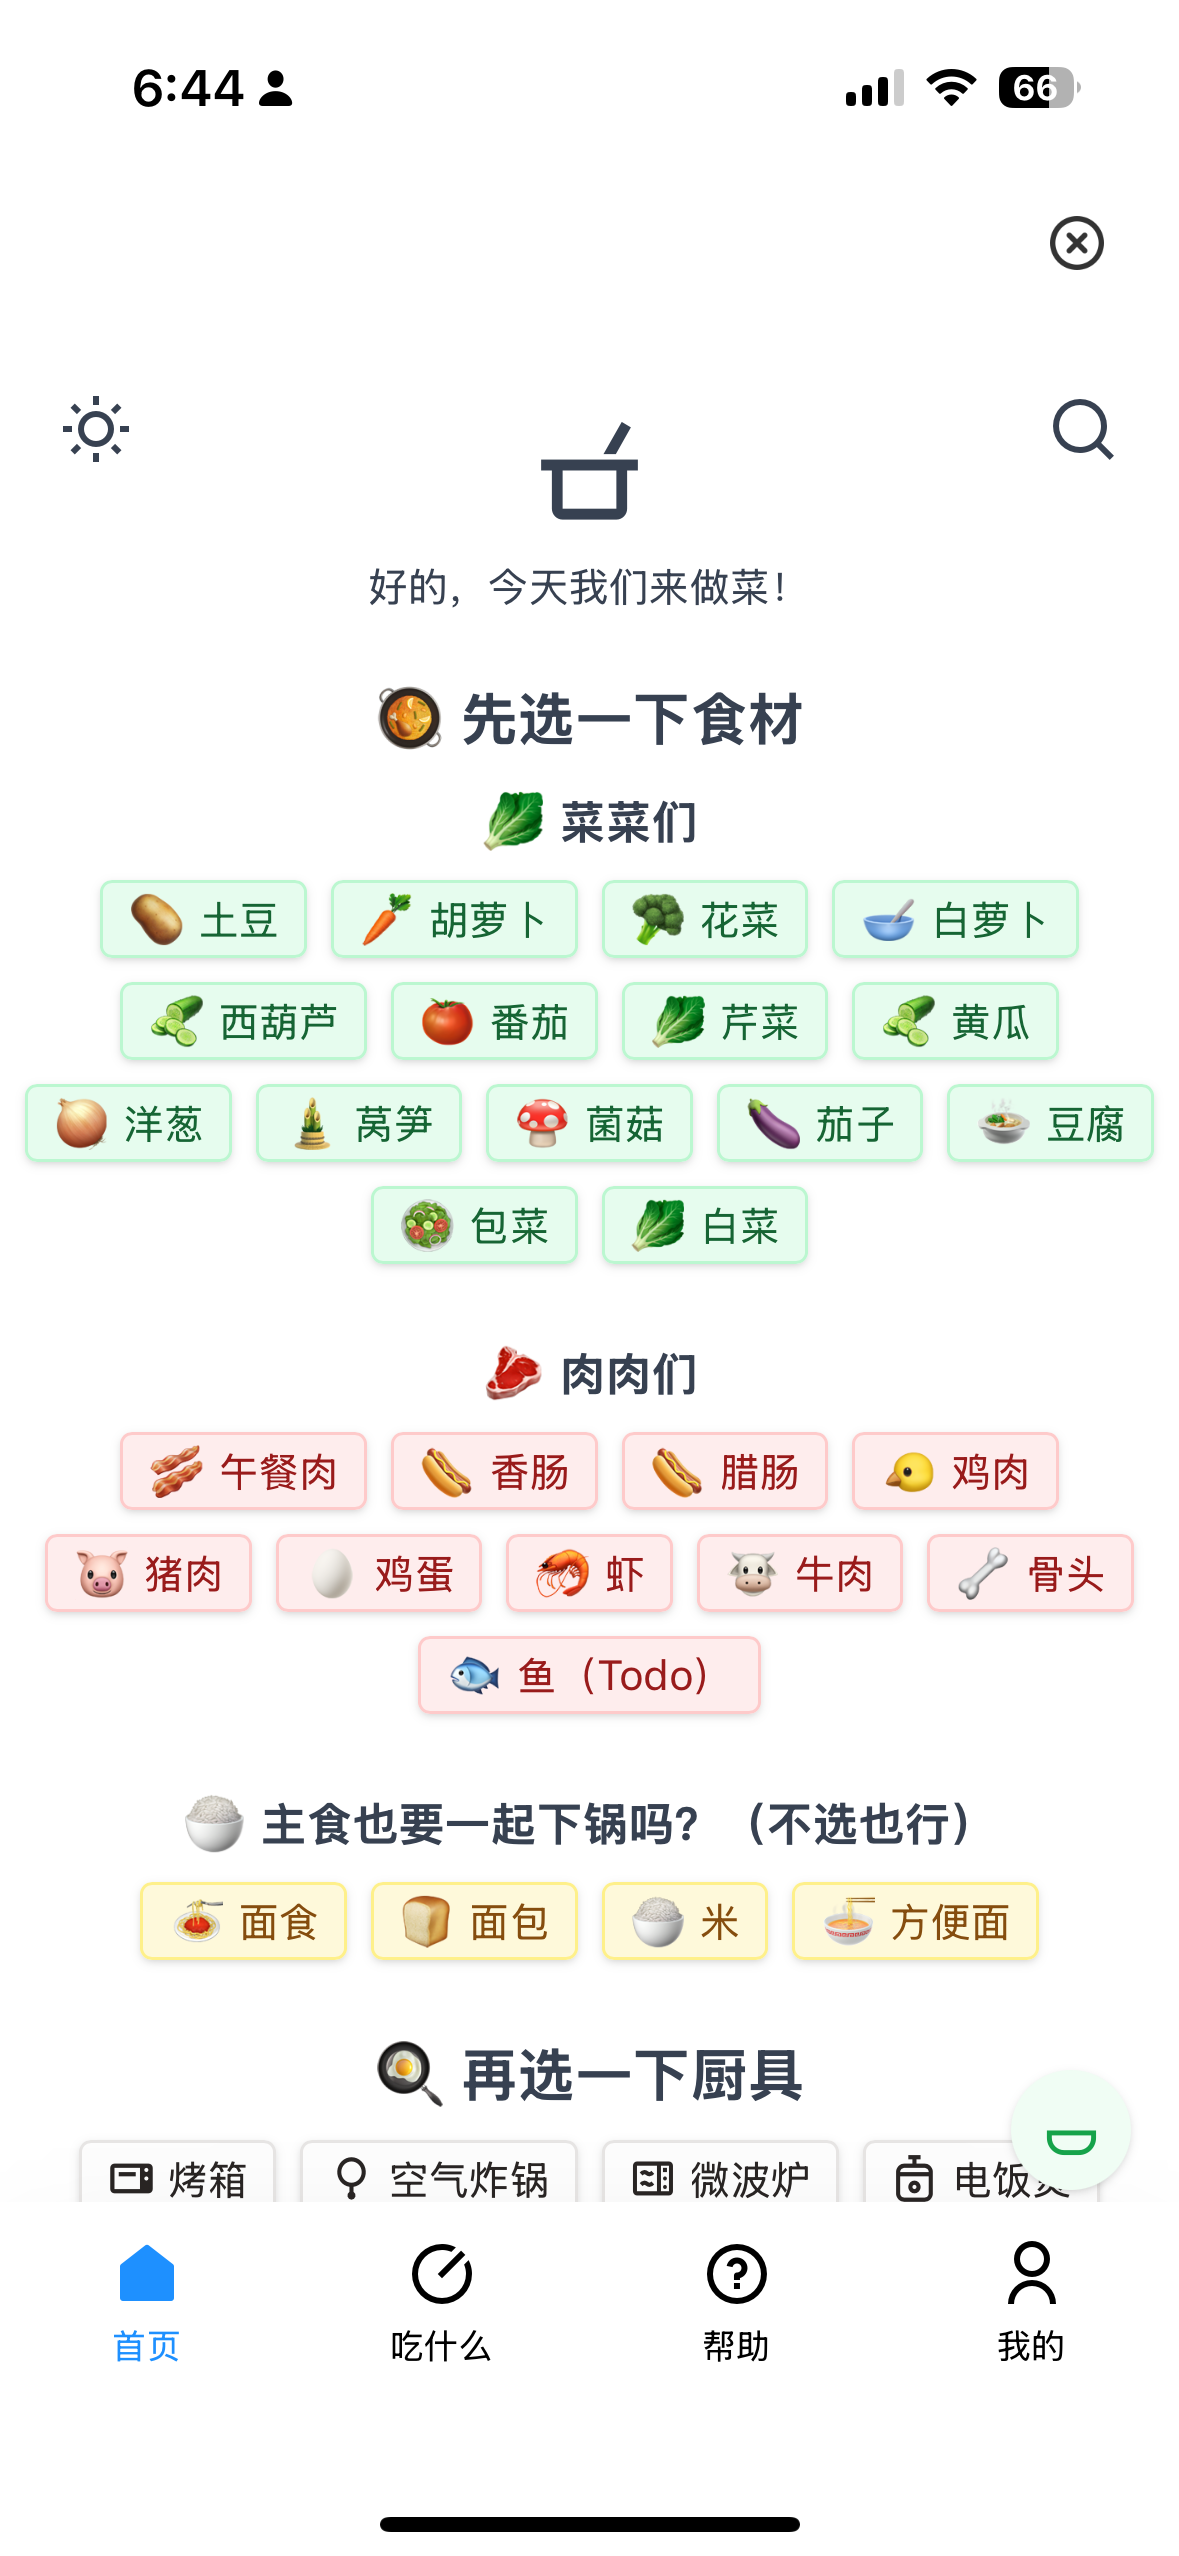 6:44
66
好的，今天我们来做菜！
先选一下食材
菜菜们
土豆 胡萝卜 花菜 白萝卜
西葫芦 番茄 芹菜 黄瓜
洋葱 莴笋 菌菇 茄子 豆腐
包菜 白菜
肉肉们
午餐肉 香肠 腊肠 鸡肉
猪肉 鸡蛋 虾 牛肉 骨头
鱼（Todo）
主食也要一起下锅吗？（不选也行）
面食 面包 米 方便面
再选一下厨具
烤箱 空气炸锅 微波炉 电饭煲
首页 吃什么 帮助 我的